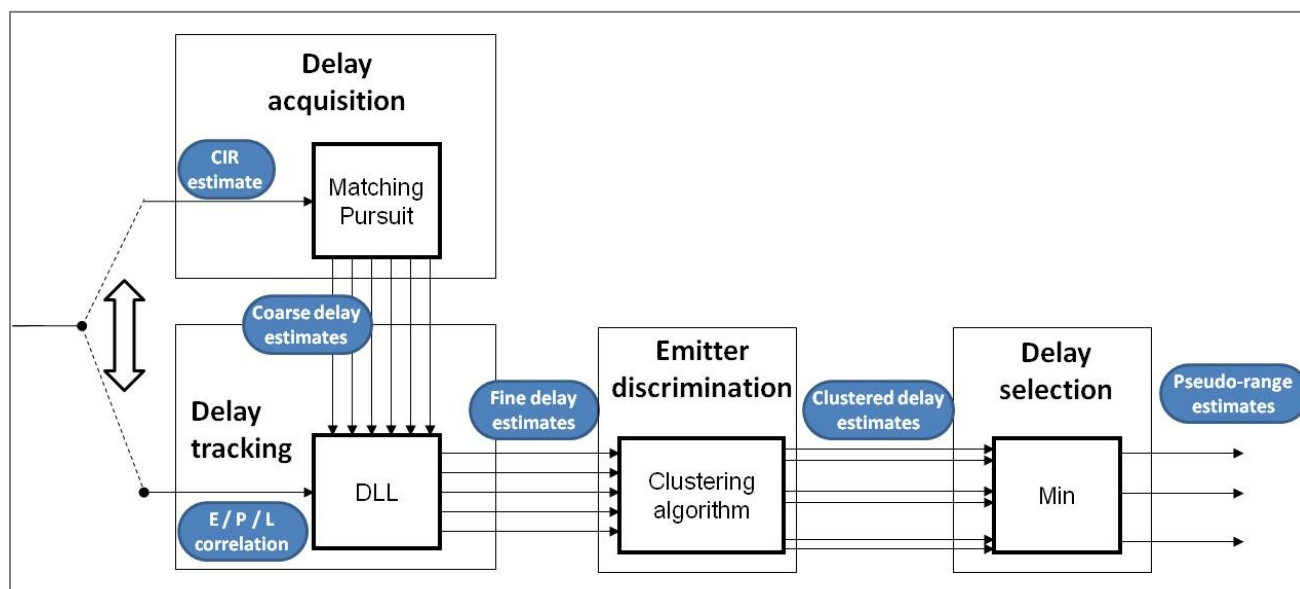 Delay
acquisition
CIR
estimate
Matching
Pursuit
Coarse delay
estimates
Delay
tracking
DLL
E / P / L
correlation
Fine delay
estimates
Emitter
discrimination
Clustering
algorithm
Clustered delay
estimates
Delay
selection
Min
Pseudo-range
estimates